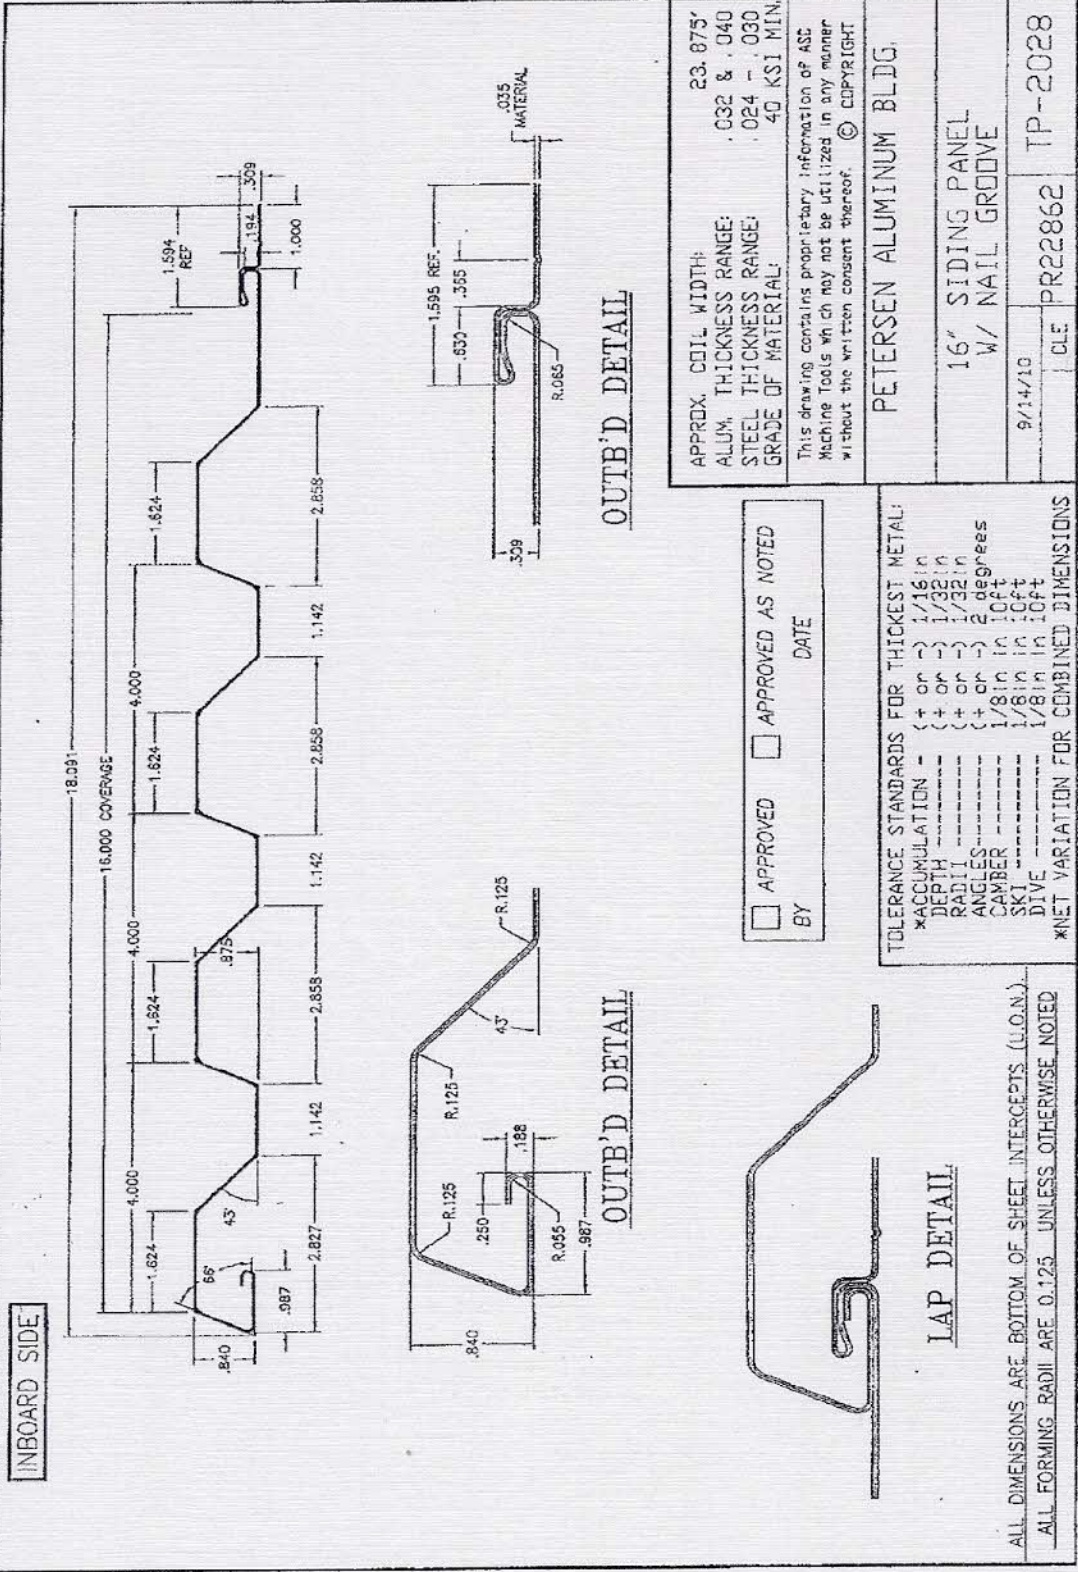 INBOARD SIDE
18.091
16.000 COVERAGE
4.000
4.000
4.000
1.624
1.624
1.624
1.624
1.594
REF
.309
.194
1.000
66°
43°
.875
.840
.987
2.827
1.142
2.858
1.142
2.858
1.142
2.858
R.125
R.125
R.125
43°
.840
.250
.188
R.055
.987
OUTB'D DETAIL
1.595 REF.
.630
.355
.035
MATERIAL
.309
R.065
OUTB'D DETAIL
LAP DETAIL
APPROVED
APPROVED AS NOTED
BY
DATE
ALL DIMENSIONS ARE BOTTOM OF SHEET INTERCEPTS (U.O.N.).
ALL FORMING RADII ARE 0.125 UNLESS OTHERWISE NOTED
TOLERANCE STANDARDS FOR THICKEST METAL:
*ACCUMULATION - (+ or -) 1/16in
DEPTH --------- (+ or -) 1/32in
RADII --------- (+ or -) 1/32in
ANGLES--------- (+ or -) 2 degrees
CAMBER -------- 1/8in in 10ft
SKI ----------- 1/8in in 10ft
DIVE ---------- 1/8in in 10ft
*NET VARIATION FOR COMBINED DIMENSIONS
APPROX. COIL WIDTH: 23.875"
ALUM. THICKNESS RANGE: .032 & .040
STEEL THICKNESS RANGE: .024 - .030
GRADE OF MATERIAL: 40 KSI MIN.
This drawing contains proprietary information of ASC
Machine Tools which may not be utilized in any manner
without the written consent thereof. © COPYRIGHT
PETERSEN ALUMINUM BLDG.
16" SIDING PANEL
W/ NAIL GROOVE
9/14/10
CLE
PR22862
TP-2028